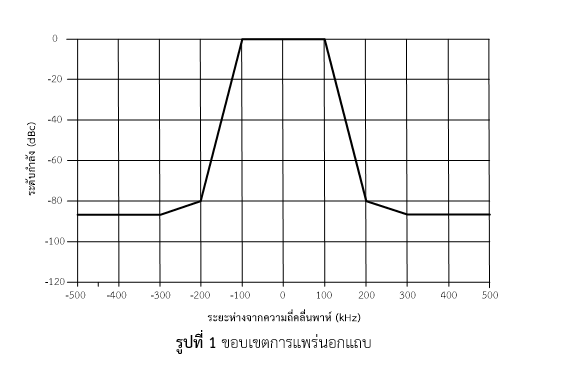 0
-20
-40
-60
-80
-100
-120
ระดับกำลัง (dBc)
-500 -400 -300 -200 -100 0 100 200 300 400 500
ระยะห่างจากความถี่คลื่นพาห์ (kHz)
รูปที่ 1 ขอบเขตการแพร่นอกแถบ